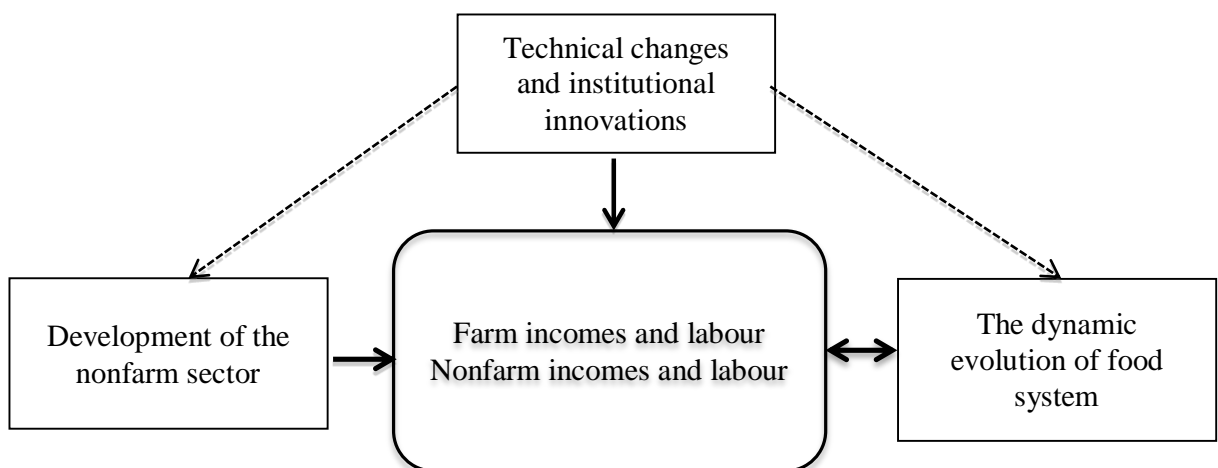 Technical changes
and institutional
innovations
Development of the
nonfarm sector
Farm incomes and labour
Nonfarm incomes and labour
The dynamic
evolution of food
system